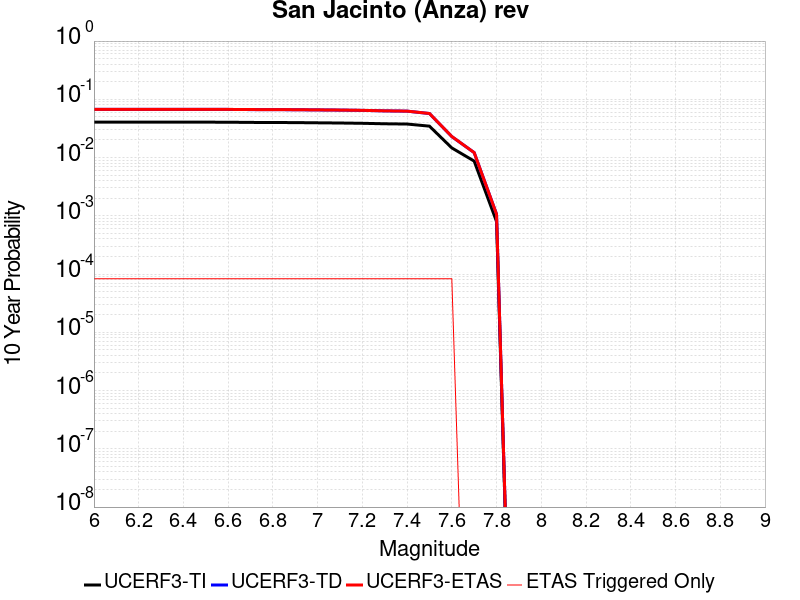 San Jacinto (Anza) rev
10^0
10^-1
10^-2
10^-3
10^-4
10^-5
10^-6
10^-7
10^-8
10 Year Probability
6 6.2 6.4 6.6 6.8 7 7.2 7.4 7.6 7.8 8 8.2 8.4 8.6 8.8 9
Magnitude
UCERF3-TI UCERF3-TD UCERF3-ETAS ETAS Triggered Only